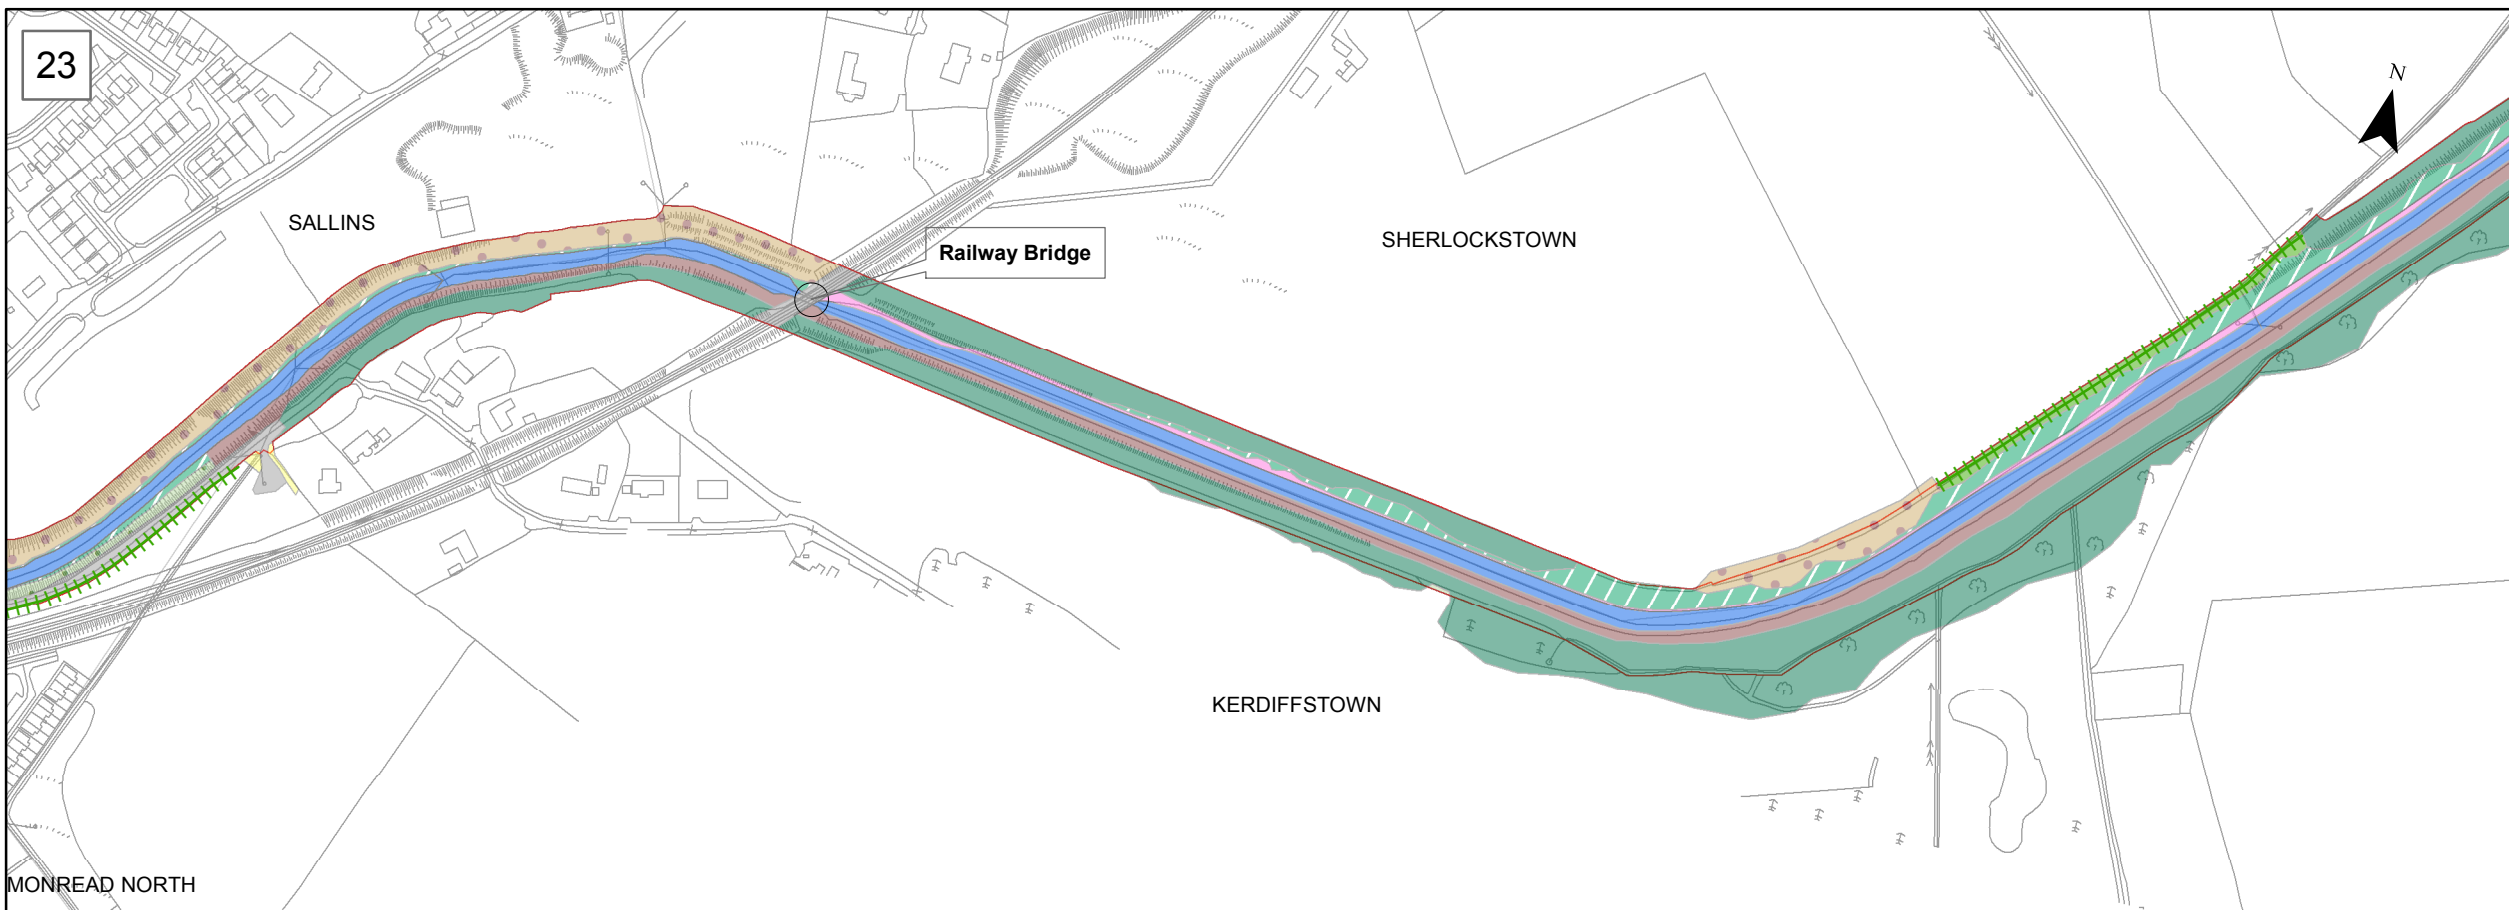 23
N
SALLINS
Railway Bridge
SHERLOCKSTOWN
KERDIFFSTOWN
MONREAD NORTH